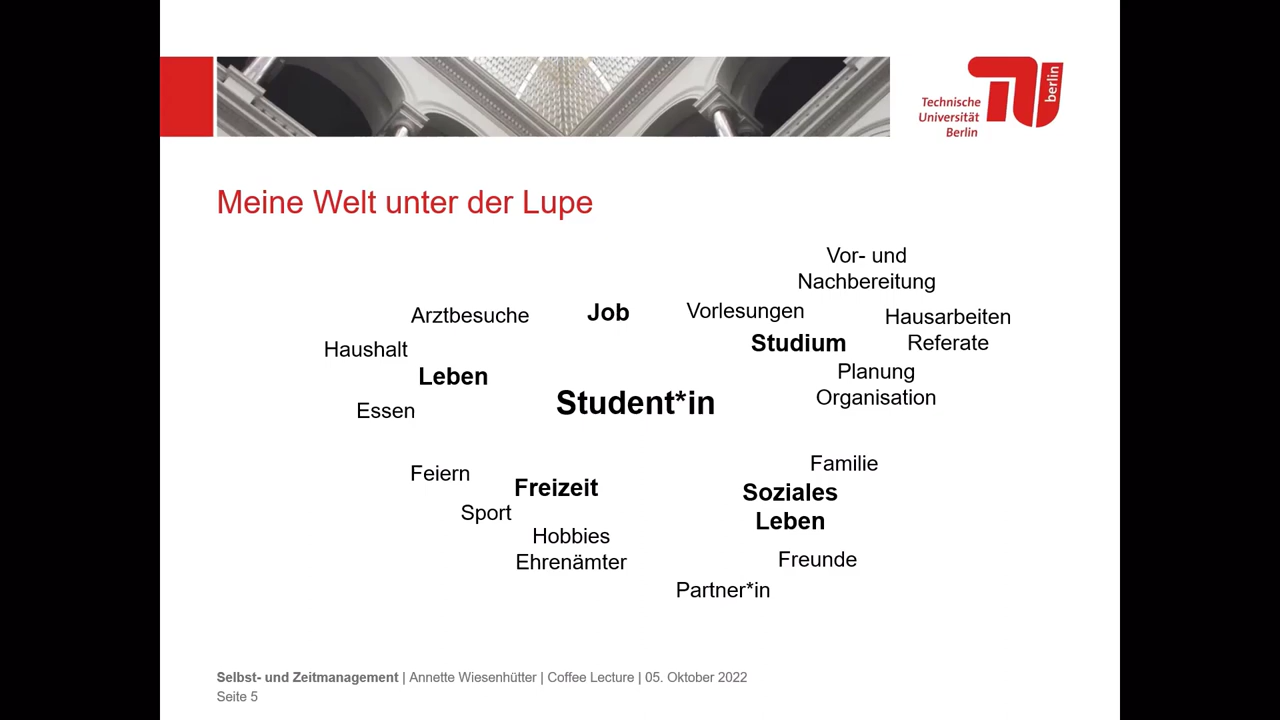 Technische
Universität
Berlin
berlin
Meine Welt unter der Lupe
Vor- und
Nachbereitung
Arztbesuche
Job
Vorlesungen
Hausarbeiten
Referate
Haushalt
Studium
Leben
Planung
Organisation
Essen
Student*in
Feiern
Freizeit
Familie
Soziales
Leben
Sport
Hobbies
Ehrenämter
Freunde
Partner*in
Selbst- und Zeitmanagement | Annette Wiesenhütter | Coffee Lecture | 05. Oktober 2022
Seite 5